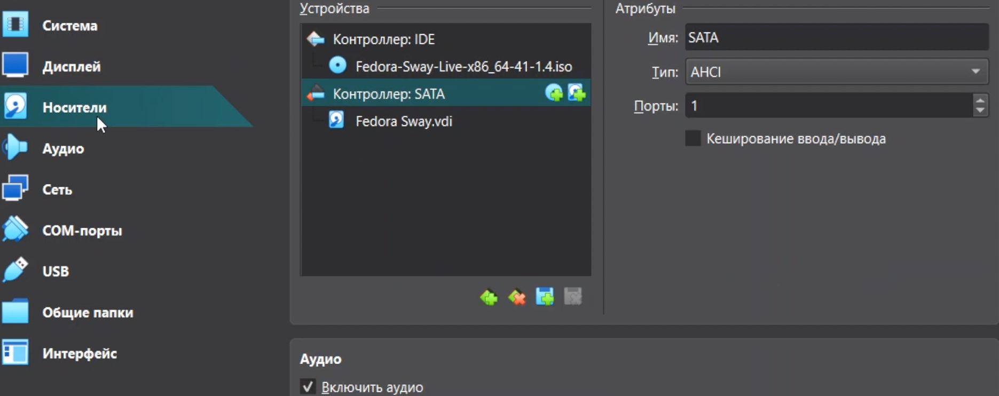 Система
Дисплей
Носители
Аудио
Сеть
COM-порты
USB
Общие папки
Интерфейс
Устройства
Контроллер: IDE
Fedora-Sway-Live-x86_64-41-1.4.iso
Контроллер: SATA
Fedora Sway.vdi
Атрибуты
Имя: SATA
Тип: AHCI
Порты: 1
Кеширование ввода/вывода
Аудио
Включить аудио